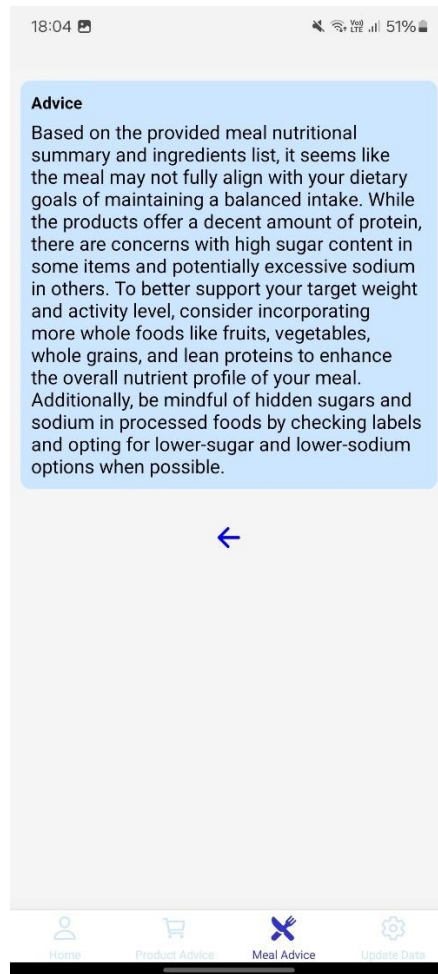 18:04
Vo)) LTE 51%
Advice
Based on the provided meal nutritional
summary and ingredients list, it seems like
the meal may not fully align with your dietary
goals of maintaining a balanced intake. While
the products offer a decent amount of protein,
there are concerns with high sugar content in
some items and potentially excessive sodium
in others. To better support your target weight
and activity level, consider incorporating
more whole foods like fruits, vegetables,
whole grains, and lean proteins to enhance
the overall nutrient profile of your meal.
Additionally, be mindful of hidden sugars and
sodium in processed foods by checking labels
and opting for lower-sugar and lower-sodium
options when possible.
Home Product Advice Meal Advice Update Data